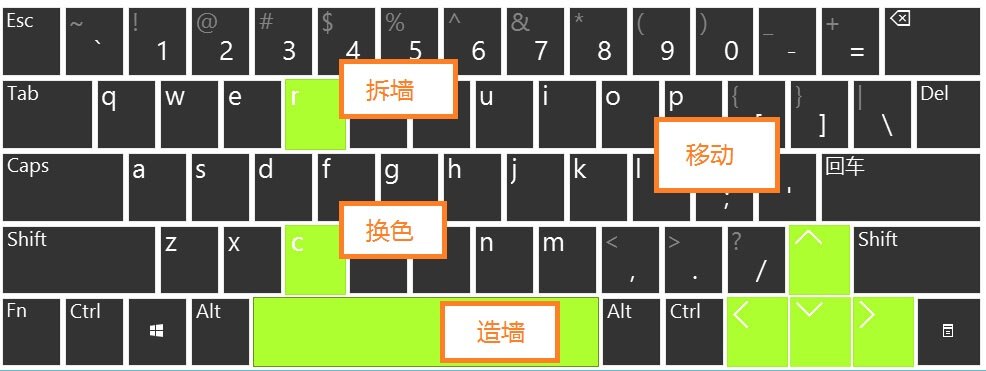 Esc ~ ` ! 1 @ 2 # 3 $ 4 % 5 ^ 6 & 7 * 8 ( 9 ) 0 _ - + =
Tab q w e r 拆墙 u i o p { [ } ] | \ Del
移动
Caps a s d f g h j k l ; ' 回车
换色
Shift z x c n m < , > . ? / Shift
Fn Ctrl Alt 造墙 Alt Ctrl